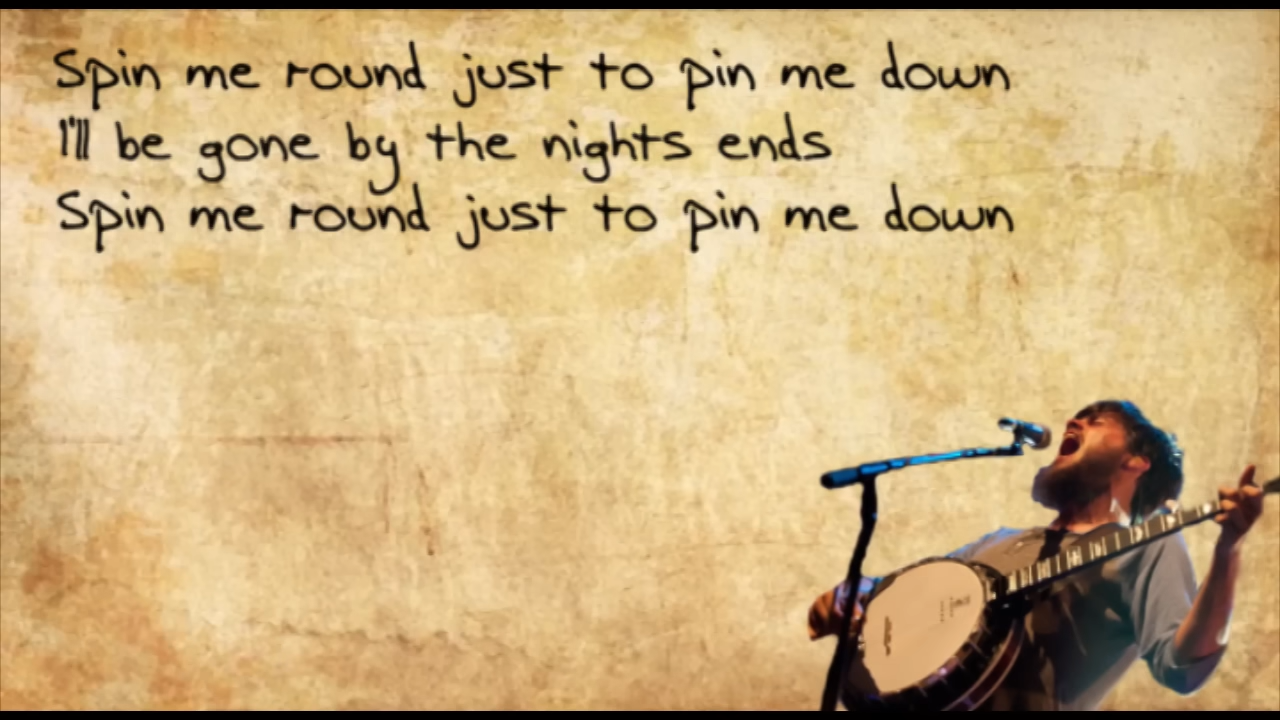 Spin me round just to pin me down
I'll be gone by the nights ends
Spin me round just to pin me down